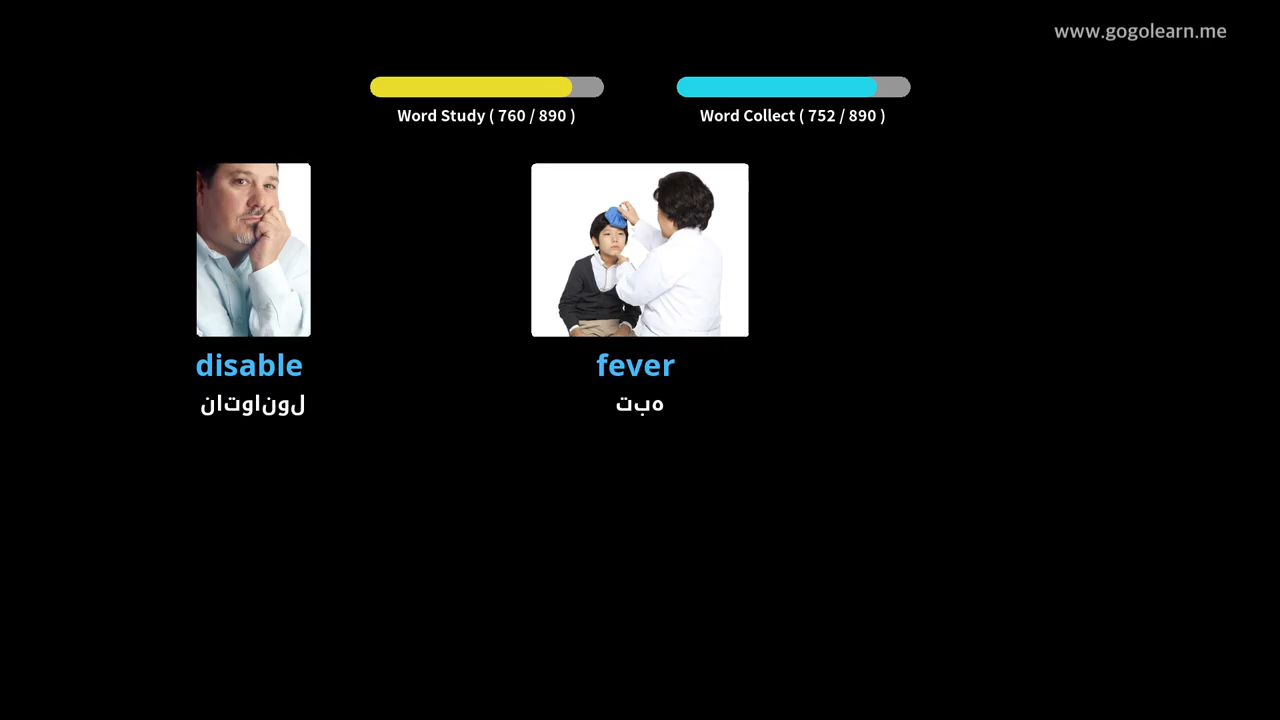 www.gogolearn.me
Word Study ( 760 / 890 )
Word Collect ( 752 / 890 )
disable
لوناوتان
fever
هبت